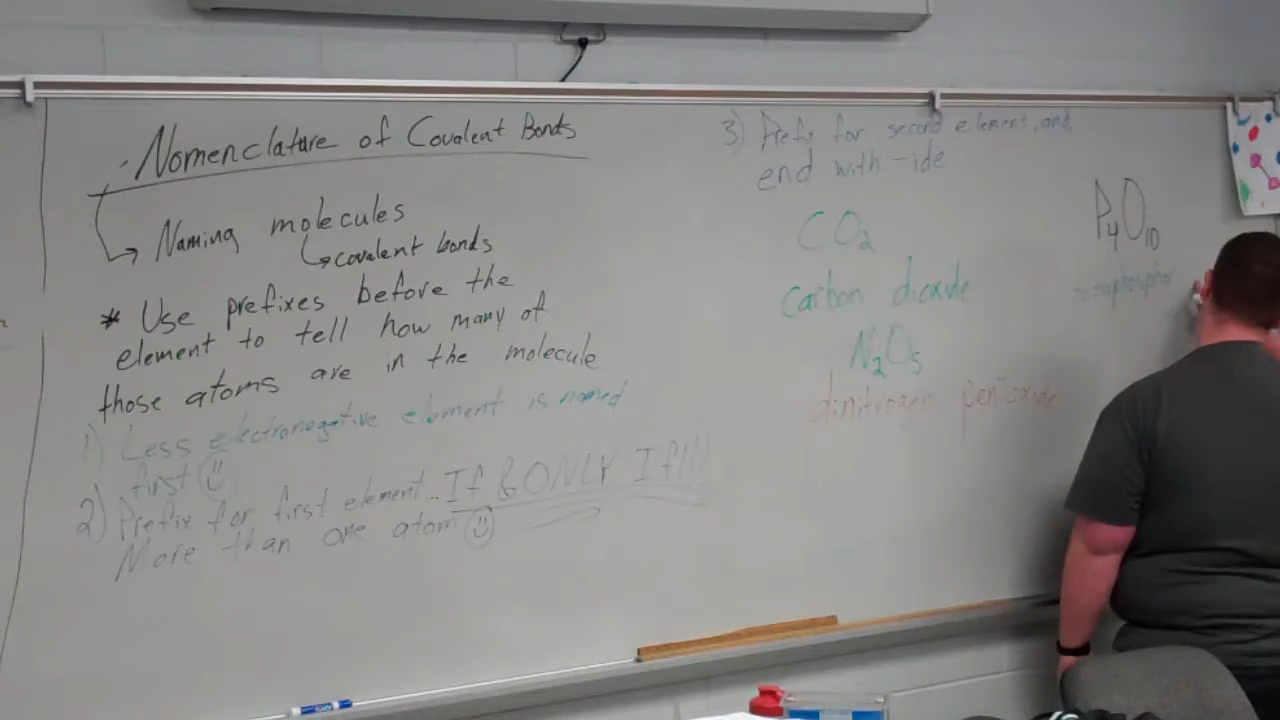 Nomenclature of Covalent Bonds
Naming molecules
covalent bonds
* Use prefixes before the
element to tell how many of
those atoms are in the molecule
1) Less electronegative element is named
first
2) Prefix for first element.. If & ONLY If!!!
More than one atom
3) Prefix for second element, and
end with -ide
CO₂
carbon dioxide
N₂O₅
dinitrogen pentoxide
P₄O₁₀